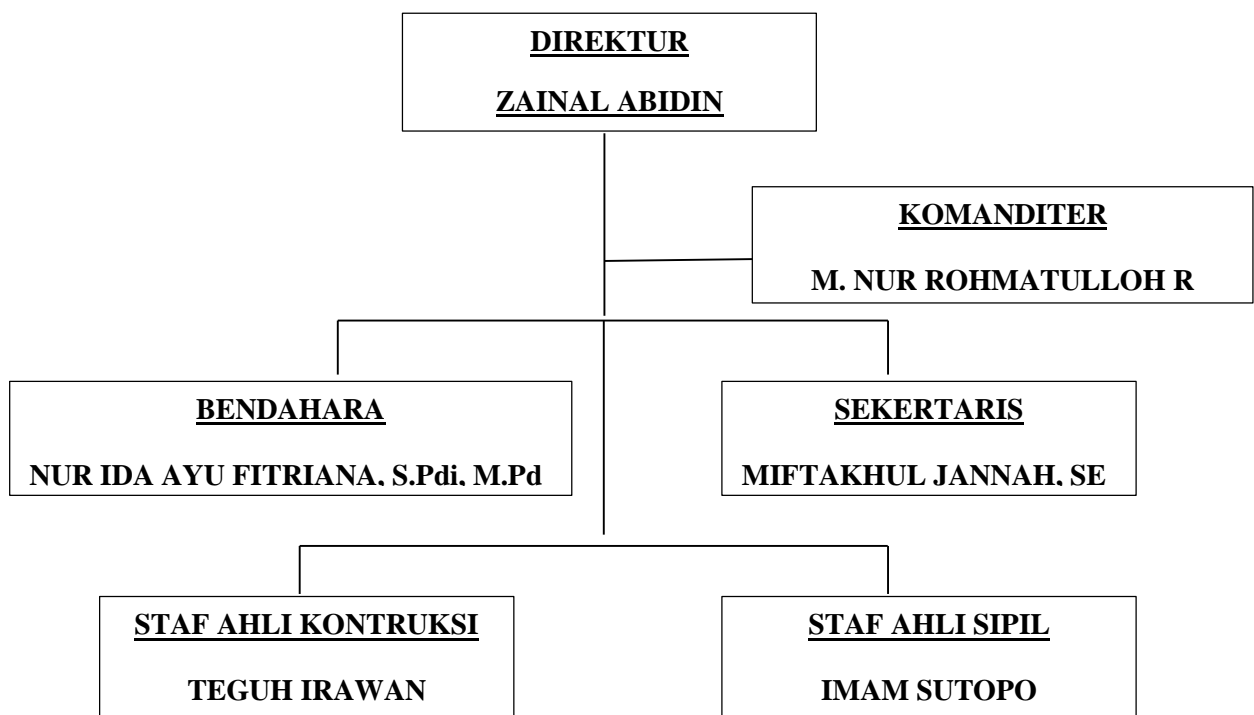 DIREKTUR
ZAINAL ABIDIN
KOMANDITER
M. NUR ROHMATULLOH R
BENDAHARA
NUR IDA AYU FITRIANA, S.Pdi, M.Pd
SEKERTARIS
MIFTAKHUL JANNAH, SE
STAF AHLI KONTRUKSI
TEGUH IRAWAN
STAF AHLI SIPIL
IMAM SUTOPO